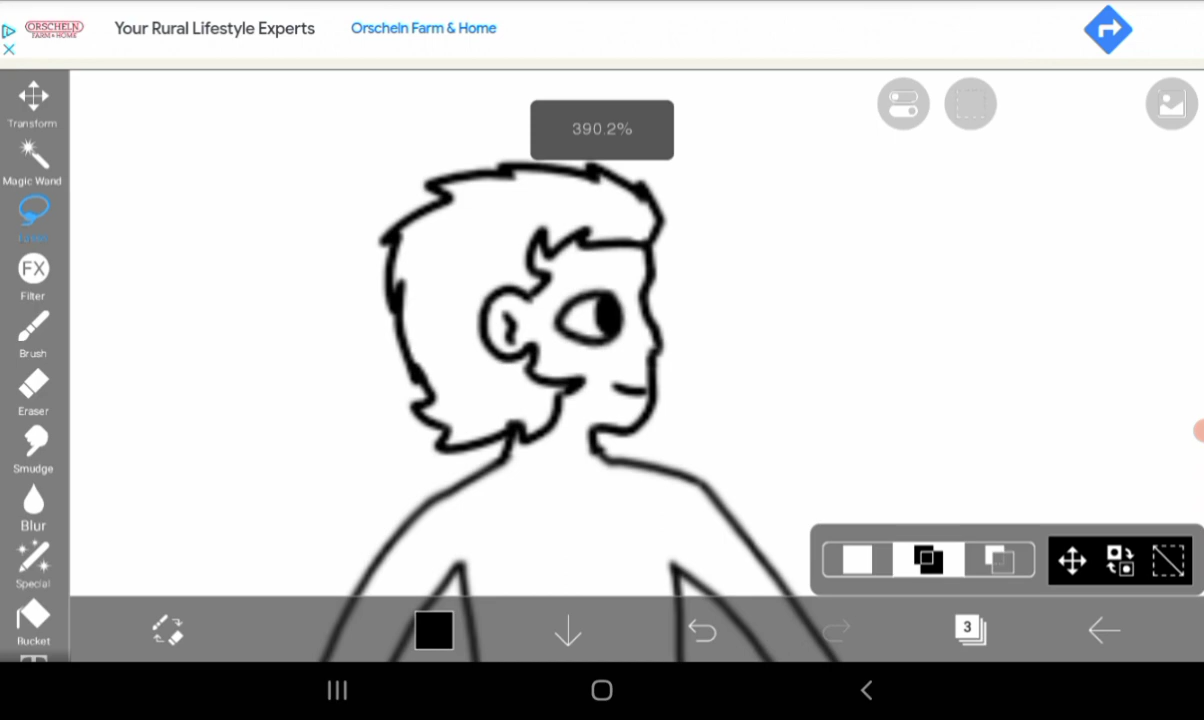 ORSCHELN
FARM & HOME
Your Rural Lifestyle Experts
Orscheln Farm & Home
390.2%
Transform
Magic Wand
Lasso
FX
Filter
Brush
Eraser
Smudge
Blur
Special
Bucket
3